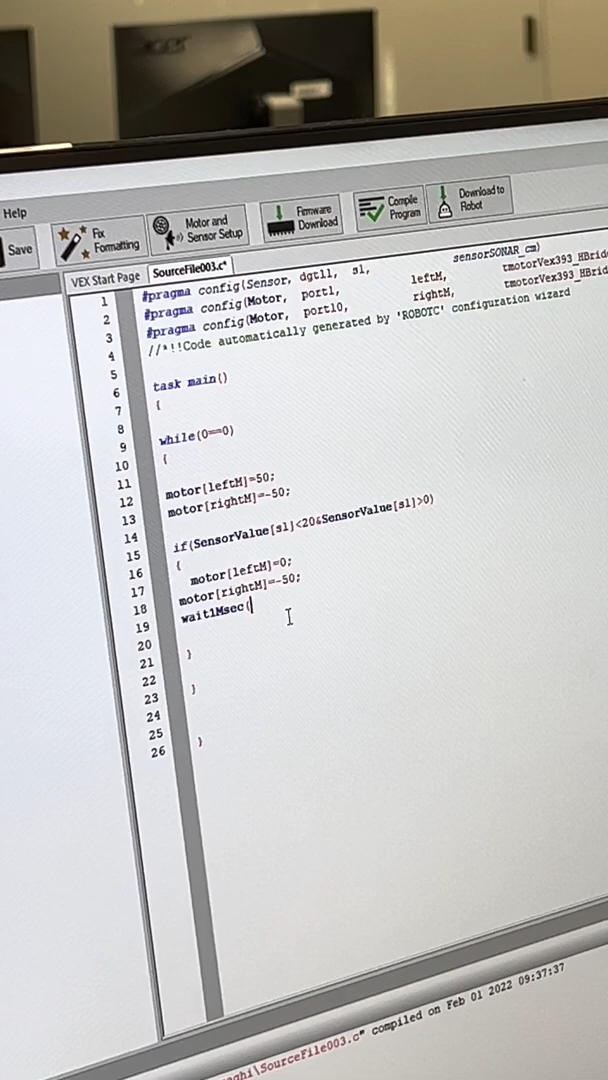 acer
Help
Save
Fix Formatting
Motor and Sensor Setup
Firmware Download
Compile Program
Download to Robot
VEX Start Page
SourceFile003.c*
1 #pragma config(Sensor, dgtl1, s1, sensorSONAR_cm)
2 #pragma config(Motor, port1, leftM, tmotorVex393_HBrid
3 #pragma config(Motor, port10, rightM, tmotorVex393_HBrid
4 //*!!Code automatically generated by 'ROBOTC' configuration wizard
5
6 task main()
7 {
8
9 while(0==0)
10 {
11
12 motor[leftM]=50;
13 motor[rightM]=-50;
14
15 if(SensorValue[s1]<20&SensorValue[s1]>0)
16 {
17 motor[leftM]=0;
18 motor[rightM]=-50;
19 wait1Msec(
20
21 }
22
23 }
24
25
26 }
ghi\SourceFile003.c" compiled on Feb 01 2022 09:37:37